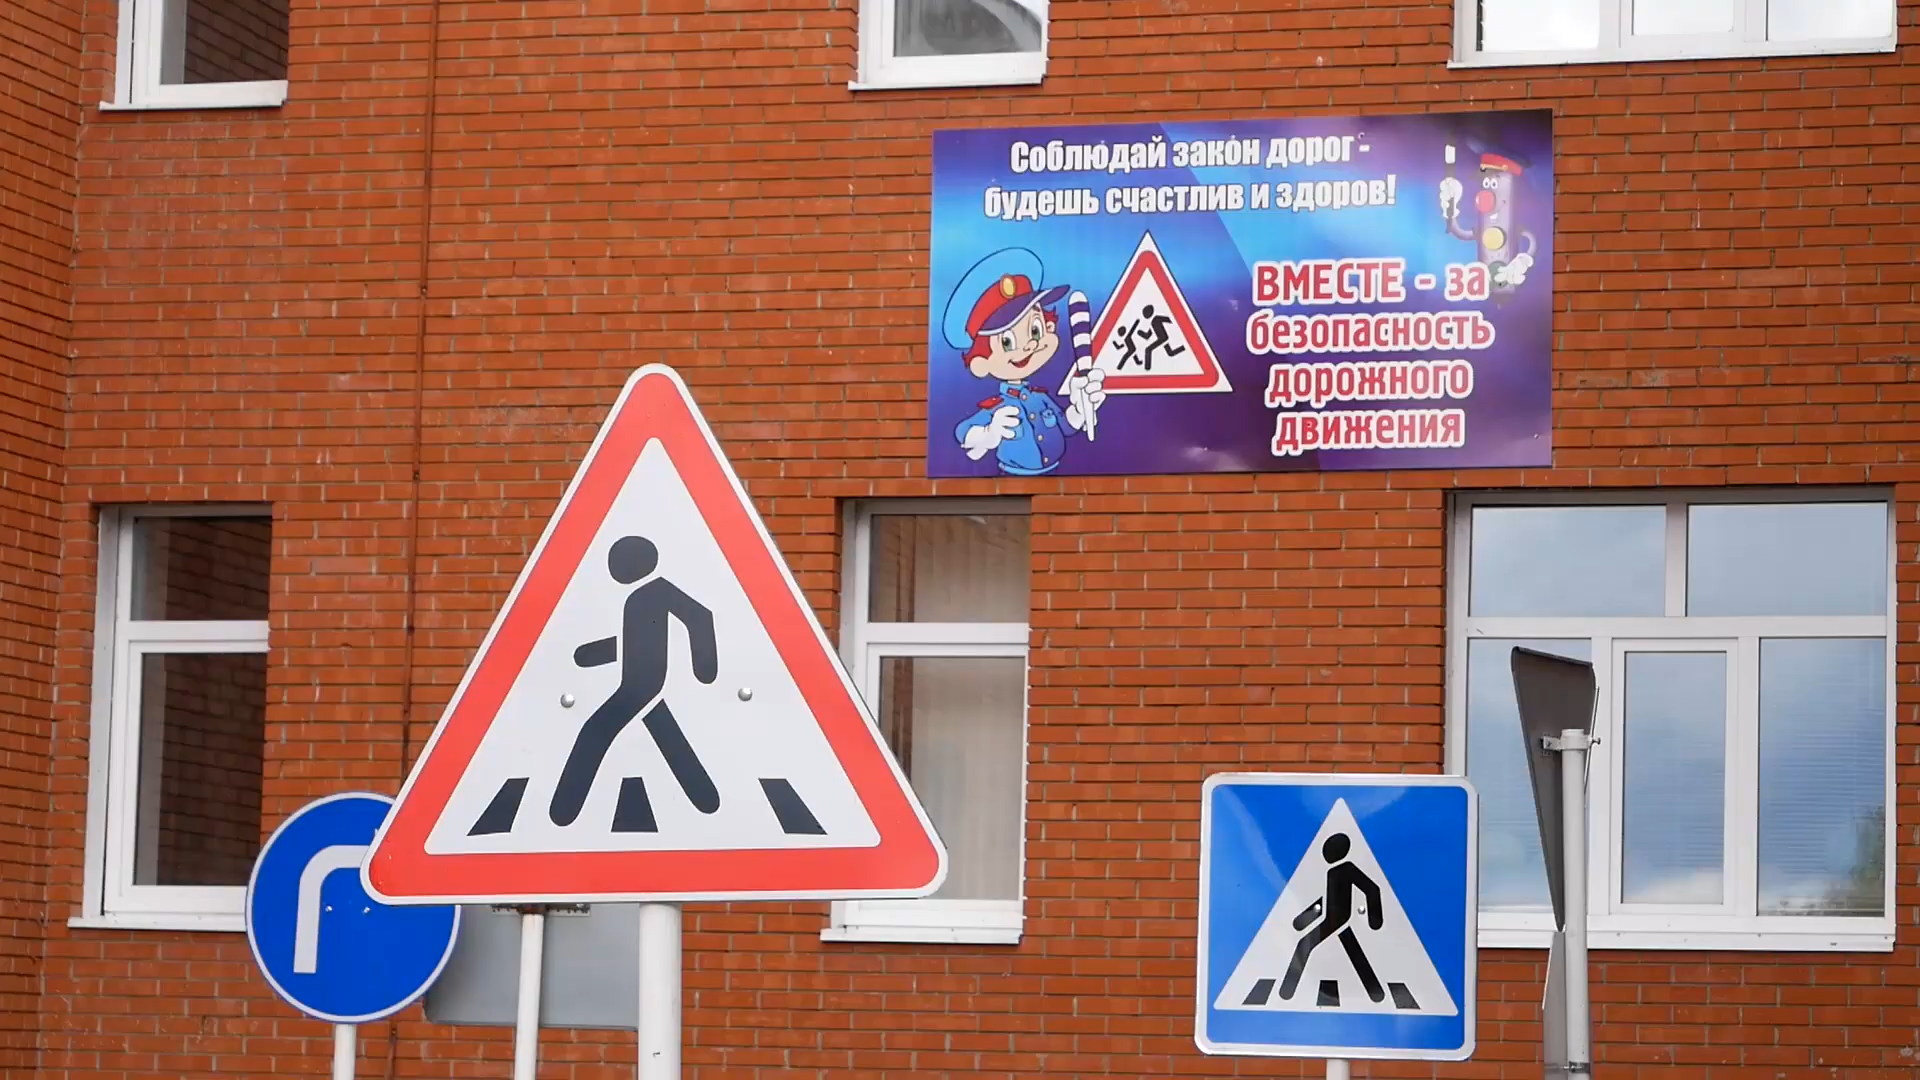 Соблюдай закон дорог -
будешь счастлив и здоров!
ВМЕСТЕ - за
безопасность
дорожного
движения